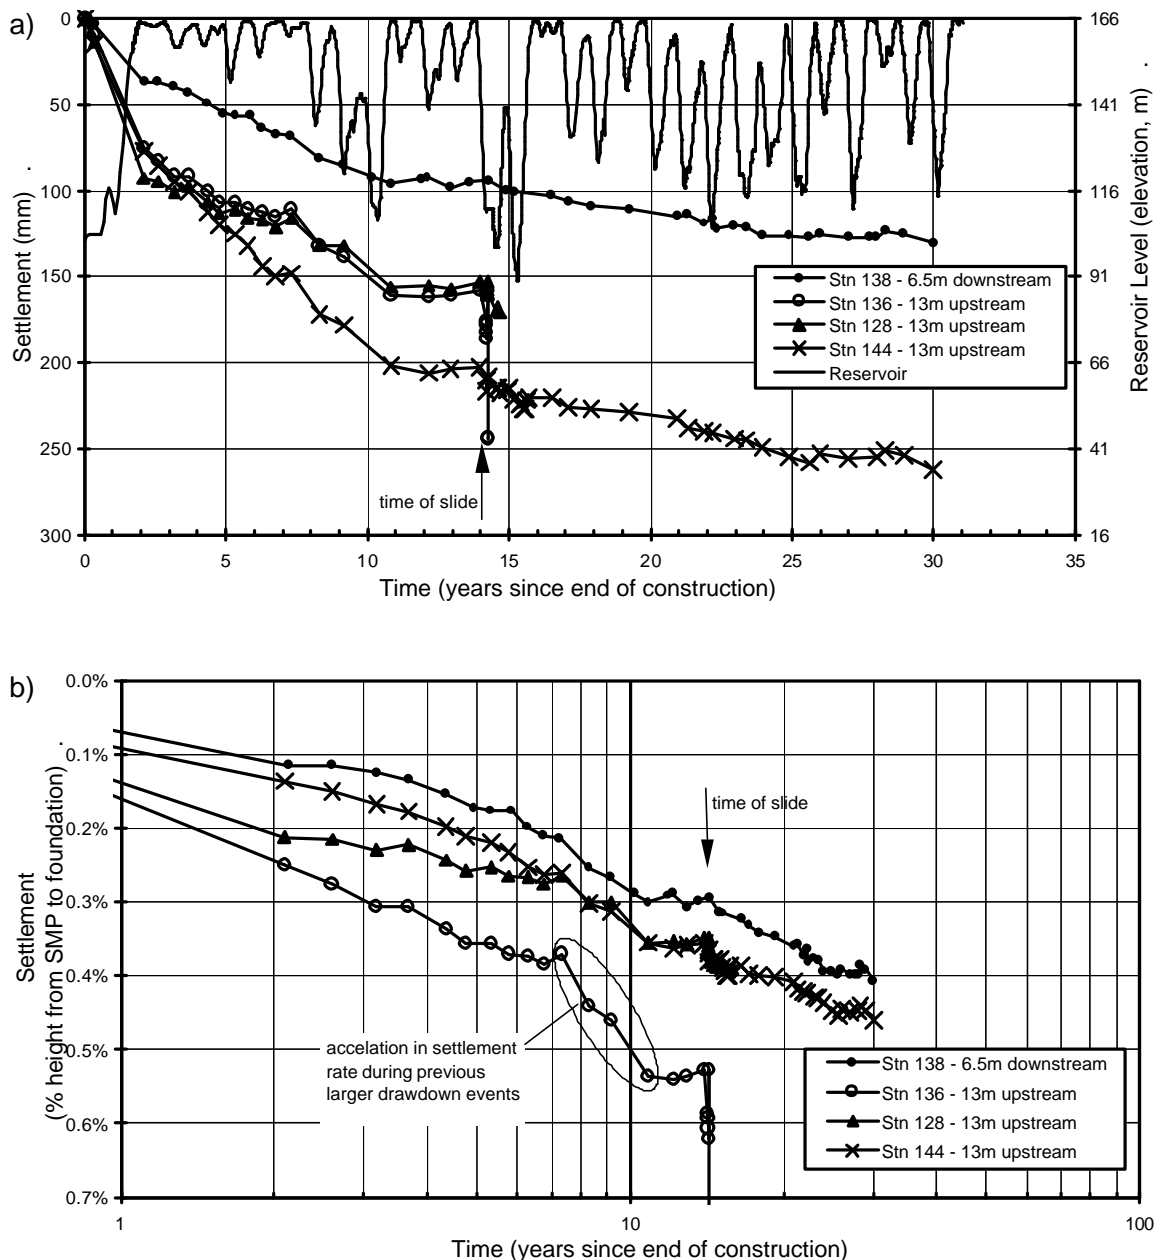 a)
0
50
100
150
200
250
300
Settlement (mm) .
166
141
116
91
66
41
16
Reservoir Level (elevation, m) .
Stn 138 - 6.5m downstream
Stn 136 - 13m upstream
Stn 128 - 13m upstream
Stn 144 - 13m upstream
Reservoir
time of slide
0 5 10 15 20 25 30 35
Time (years since end of construction)
b)
0.0%
0.1%
0.2%
0.3%
0.4%
0.5%
0.6%
0.7%
Settlement .
(% height from SMP to foundation)
time of slide
accelation in settlement
rate during previous
larger drawdown events
Stn 138 - 6.5m downstream
Stn 136 - 13m upstream
Stn 128 - 13m upstream
Stn 144 - 13m upstream
1 10 100
Time (years since end of construction)